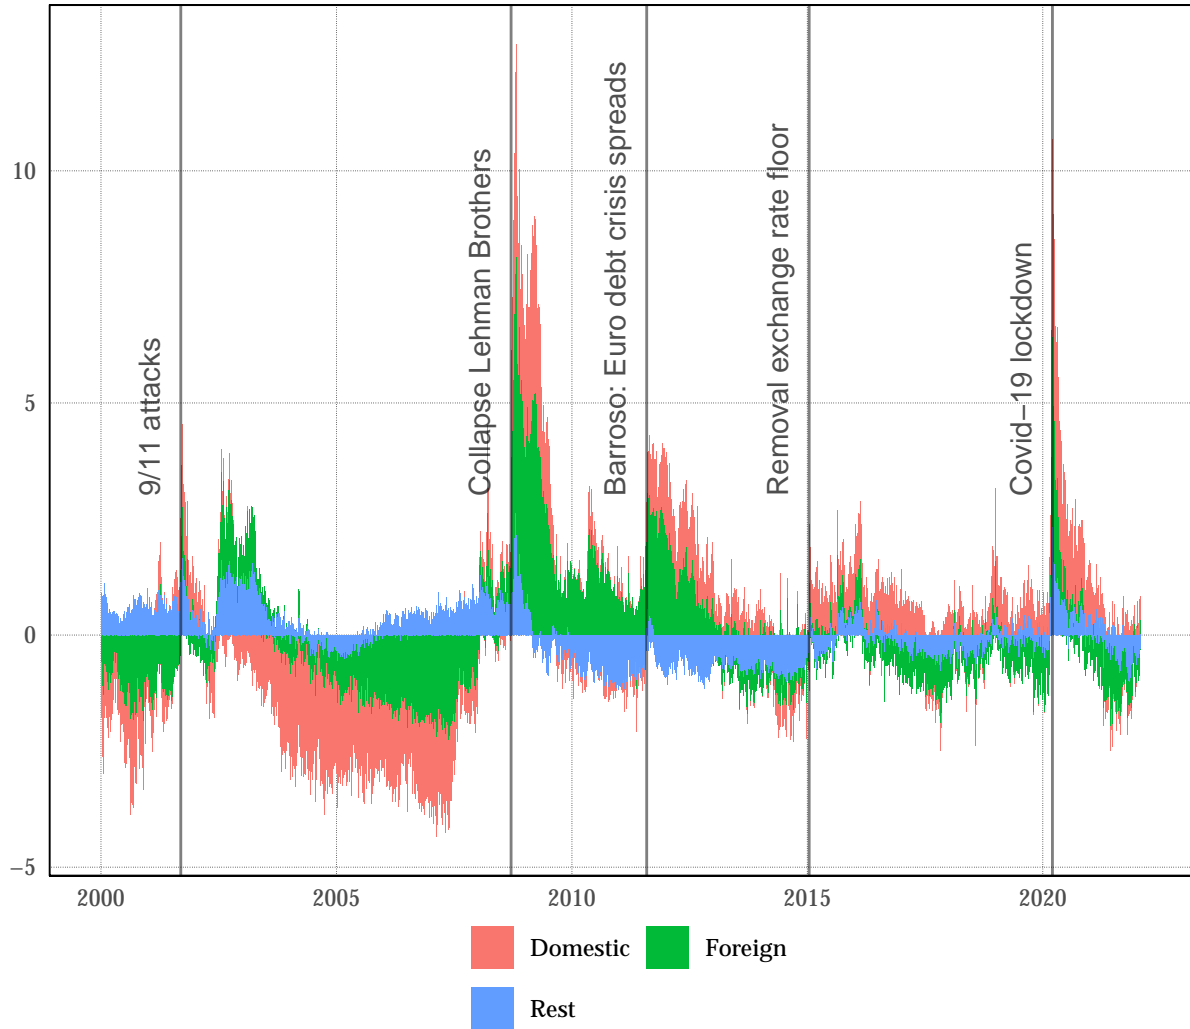 10
5
0
−5
9/11 attacks
Collapse Lehman Brothers
Barroso: Euro debt crisis spreads
Removal exchange rate floor
Covid−19 lockdown
2000
2005
2010
2015
2020
Domestic
Foreign
Rest